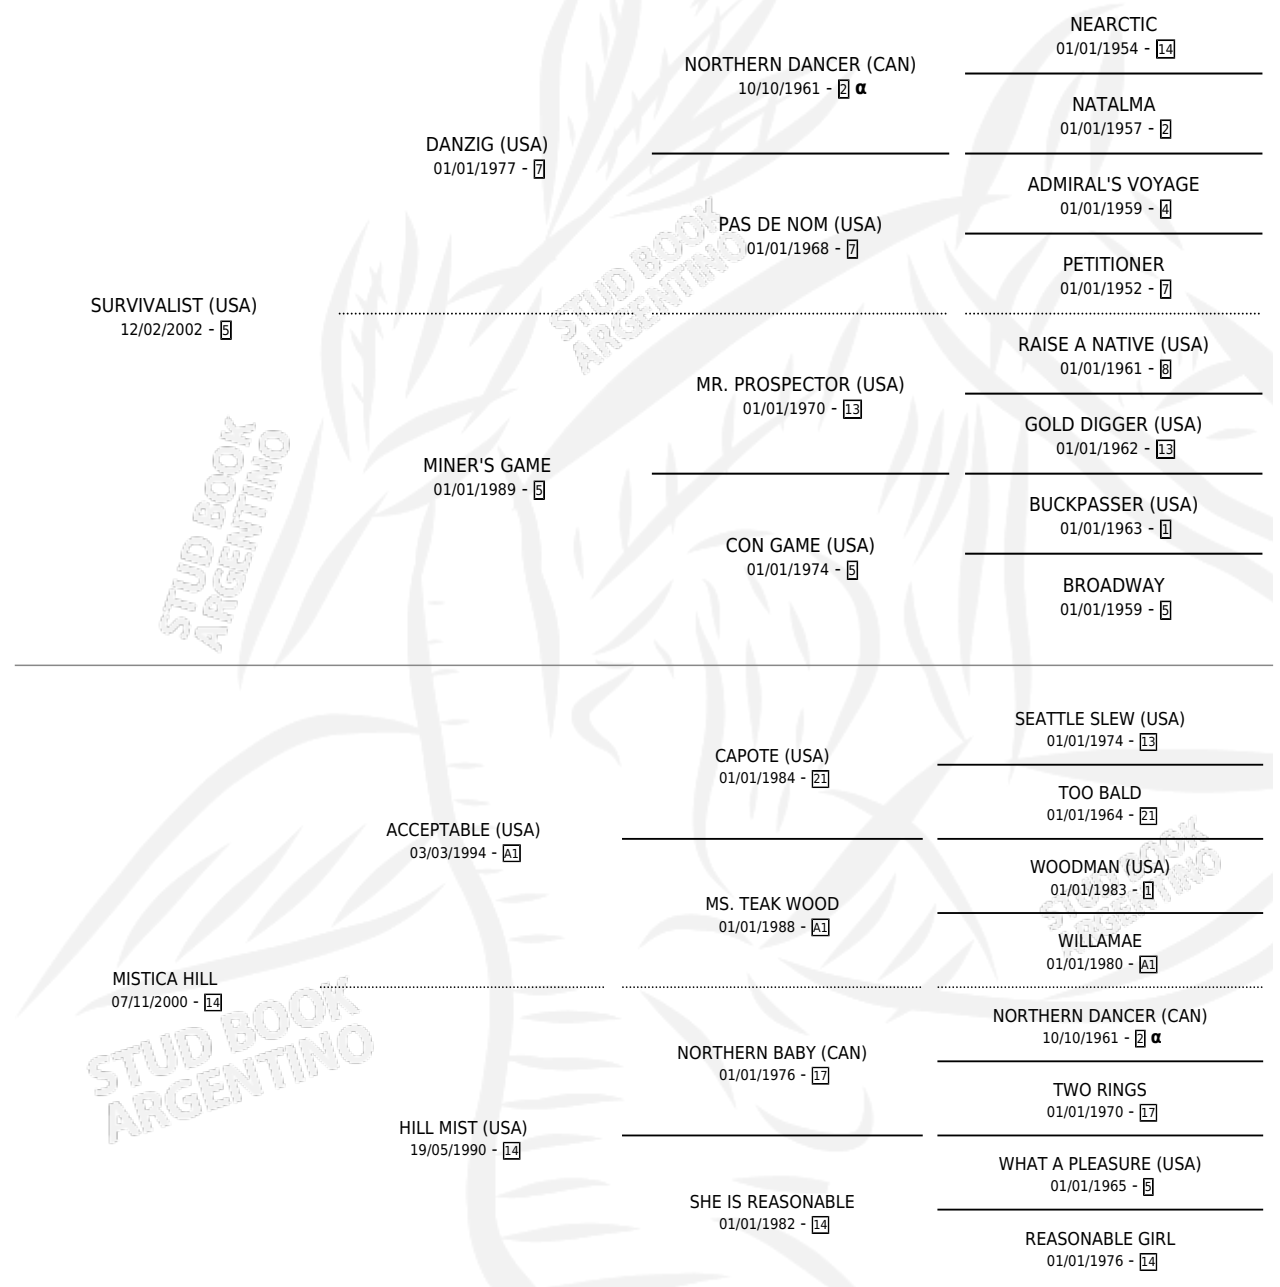 NEARCTIC
01/01/1954 - 14
NORTHERN DANCER (CAN)
10/10/1961 - 2 α
NATALMA
01/01/1957 - 2
DANZIG (USA)
01/01/1977 - 7
ADMIRAL'S VOYAGE
01/01/1959 - 4
PAS DE NOM (USA)
01/01/1968 - 7
PETITIONER
01/01/1952 - 7
SURVIVALIST (USA)
12/02/2002 - 5
RAISE A NATIVE (USA)
01/01/1961 - 8
MR. PROSPECTOR (USA)
01/01/1970 - 13
GOLD DIGGER (USA)
01/01/1962 - 13
MINER'S GAME
01/01/1989 - 5
BUCKPASSER (USA)
01/01/1963 - 1
CON GAME (USA)
01/01/1974 - 5
BROADWAY
01/01/1959 - 5
STUD BOOK
ARGENTINO
STUD BOOK
ARGENTINO
SEATTLE SLEW (USA)
01/01/1974 - 13
CAPOTE (USA)
01/01/1984 - 21
TOO BALD
01/01/1964 - 21
ACCEPTABLE (USA)
03/03/1994 - A1
WOODMAN (USA)
01/01/1983 - 1
MS. TEAK WOOD
01/01/1988 - A1
WILLAMAE
01/01/1980 - A1
MISTICA HILL
07/11/2000 - 14
NORTHERN DANCER (CAN)
10/10/1961 - 2 α
NORTHERN BABY (CAN)
01/01/1976 - 17
TWO RINGS
01/01/1970 - 17
HILL MIST (USA)
19/05/1990 - 14
WHAT A PLEASURE (USA)
01/01/1965 - 5
SHE IS REASONABLE
01/01/1982 - 14
REASONABLE GIRL
01/01/1976 - 14
STUD BOOK
ARGENTINO
STUD BOOK
ARGENTINO